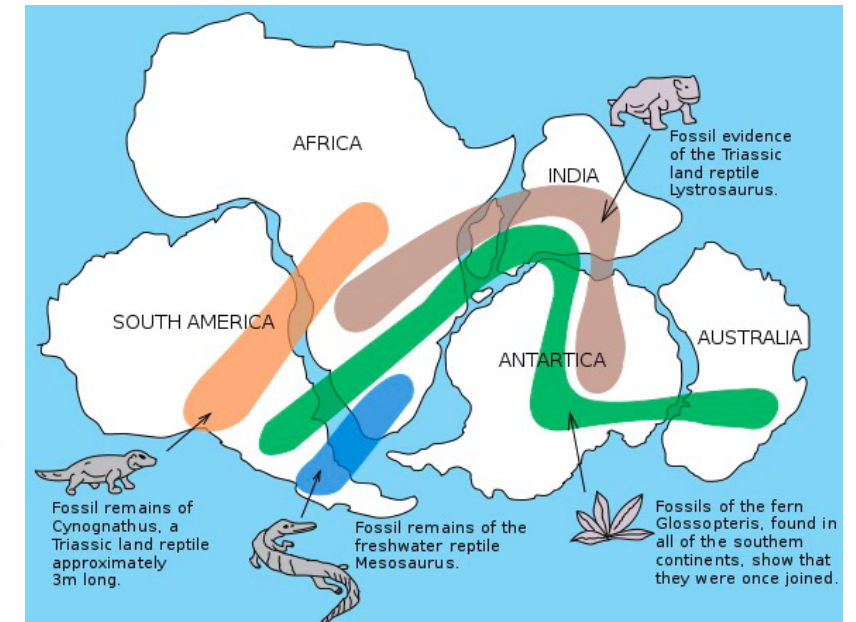 AFRICA
INDIA
Fossil evidence
of the Triassic
land reptile
Lystrosaurus.
SOUTH AMERICA
ANTARTICA
AUSTRALIA
Fossil remains of
Cynognathus, a
Triassic land reptile
approximately
3m long.
Fossil remains of the
freshwater reptile
Mesosaurus.
Fossils of the fern
Glossopteris, found in
all of the southem
continents, show that
they were once joined.